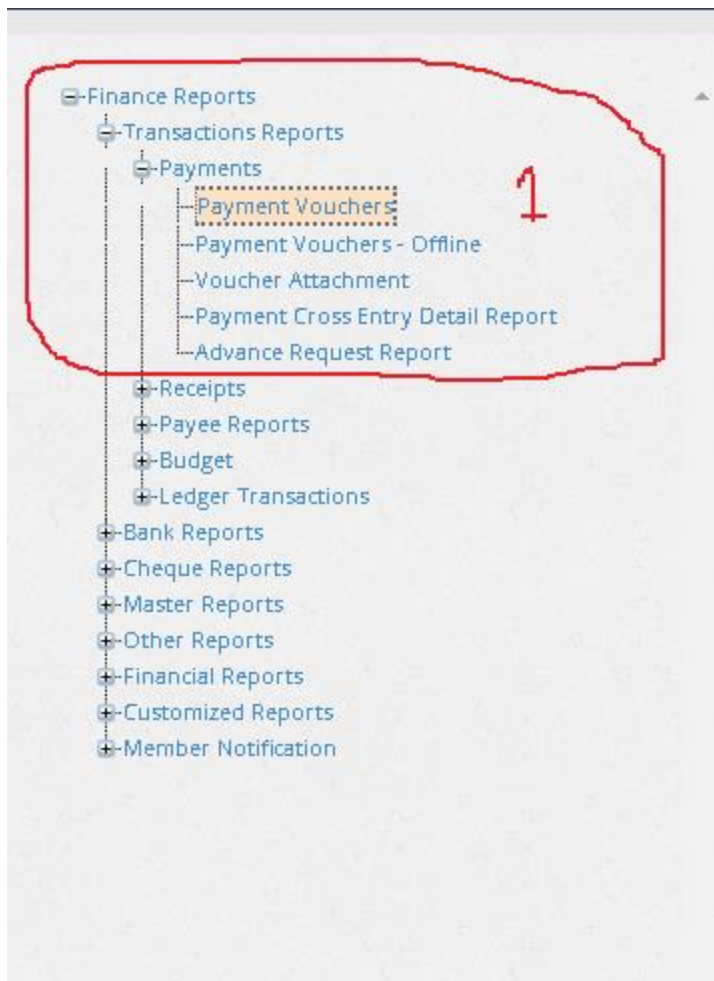 Finance Reports
Transactions Reports
Payments
Payment Vouchers
1
Payment Vouchers - Offline
Voucher Attachment
Payment Cross Entry Detail Report
Advance Request Report
Receipts
Payee Reports
Budget
Ledger Transactions
Bank Reports
Cheque Reports
Master Reports
Other Reports
Financial Reports
Customized Reports
Member Notification